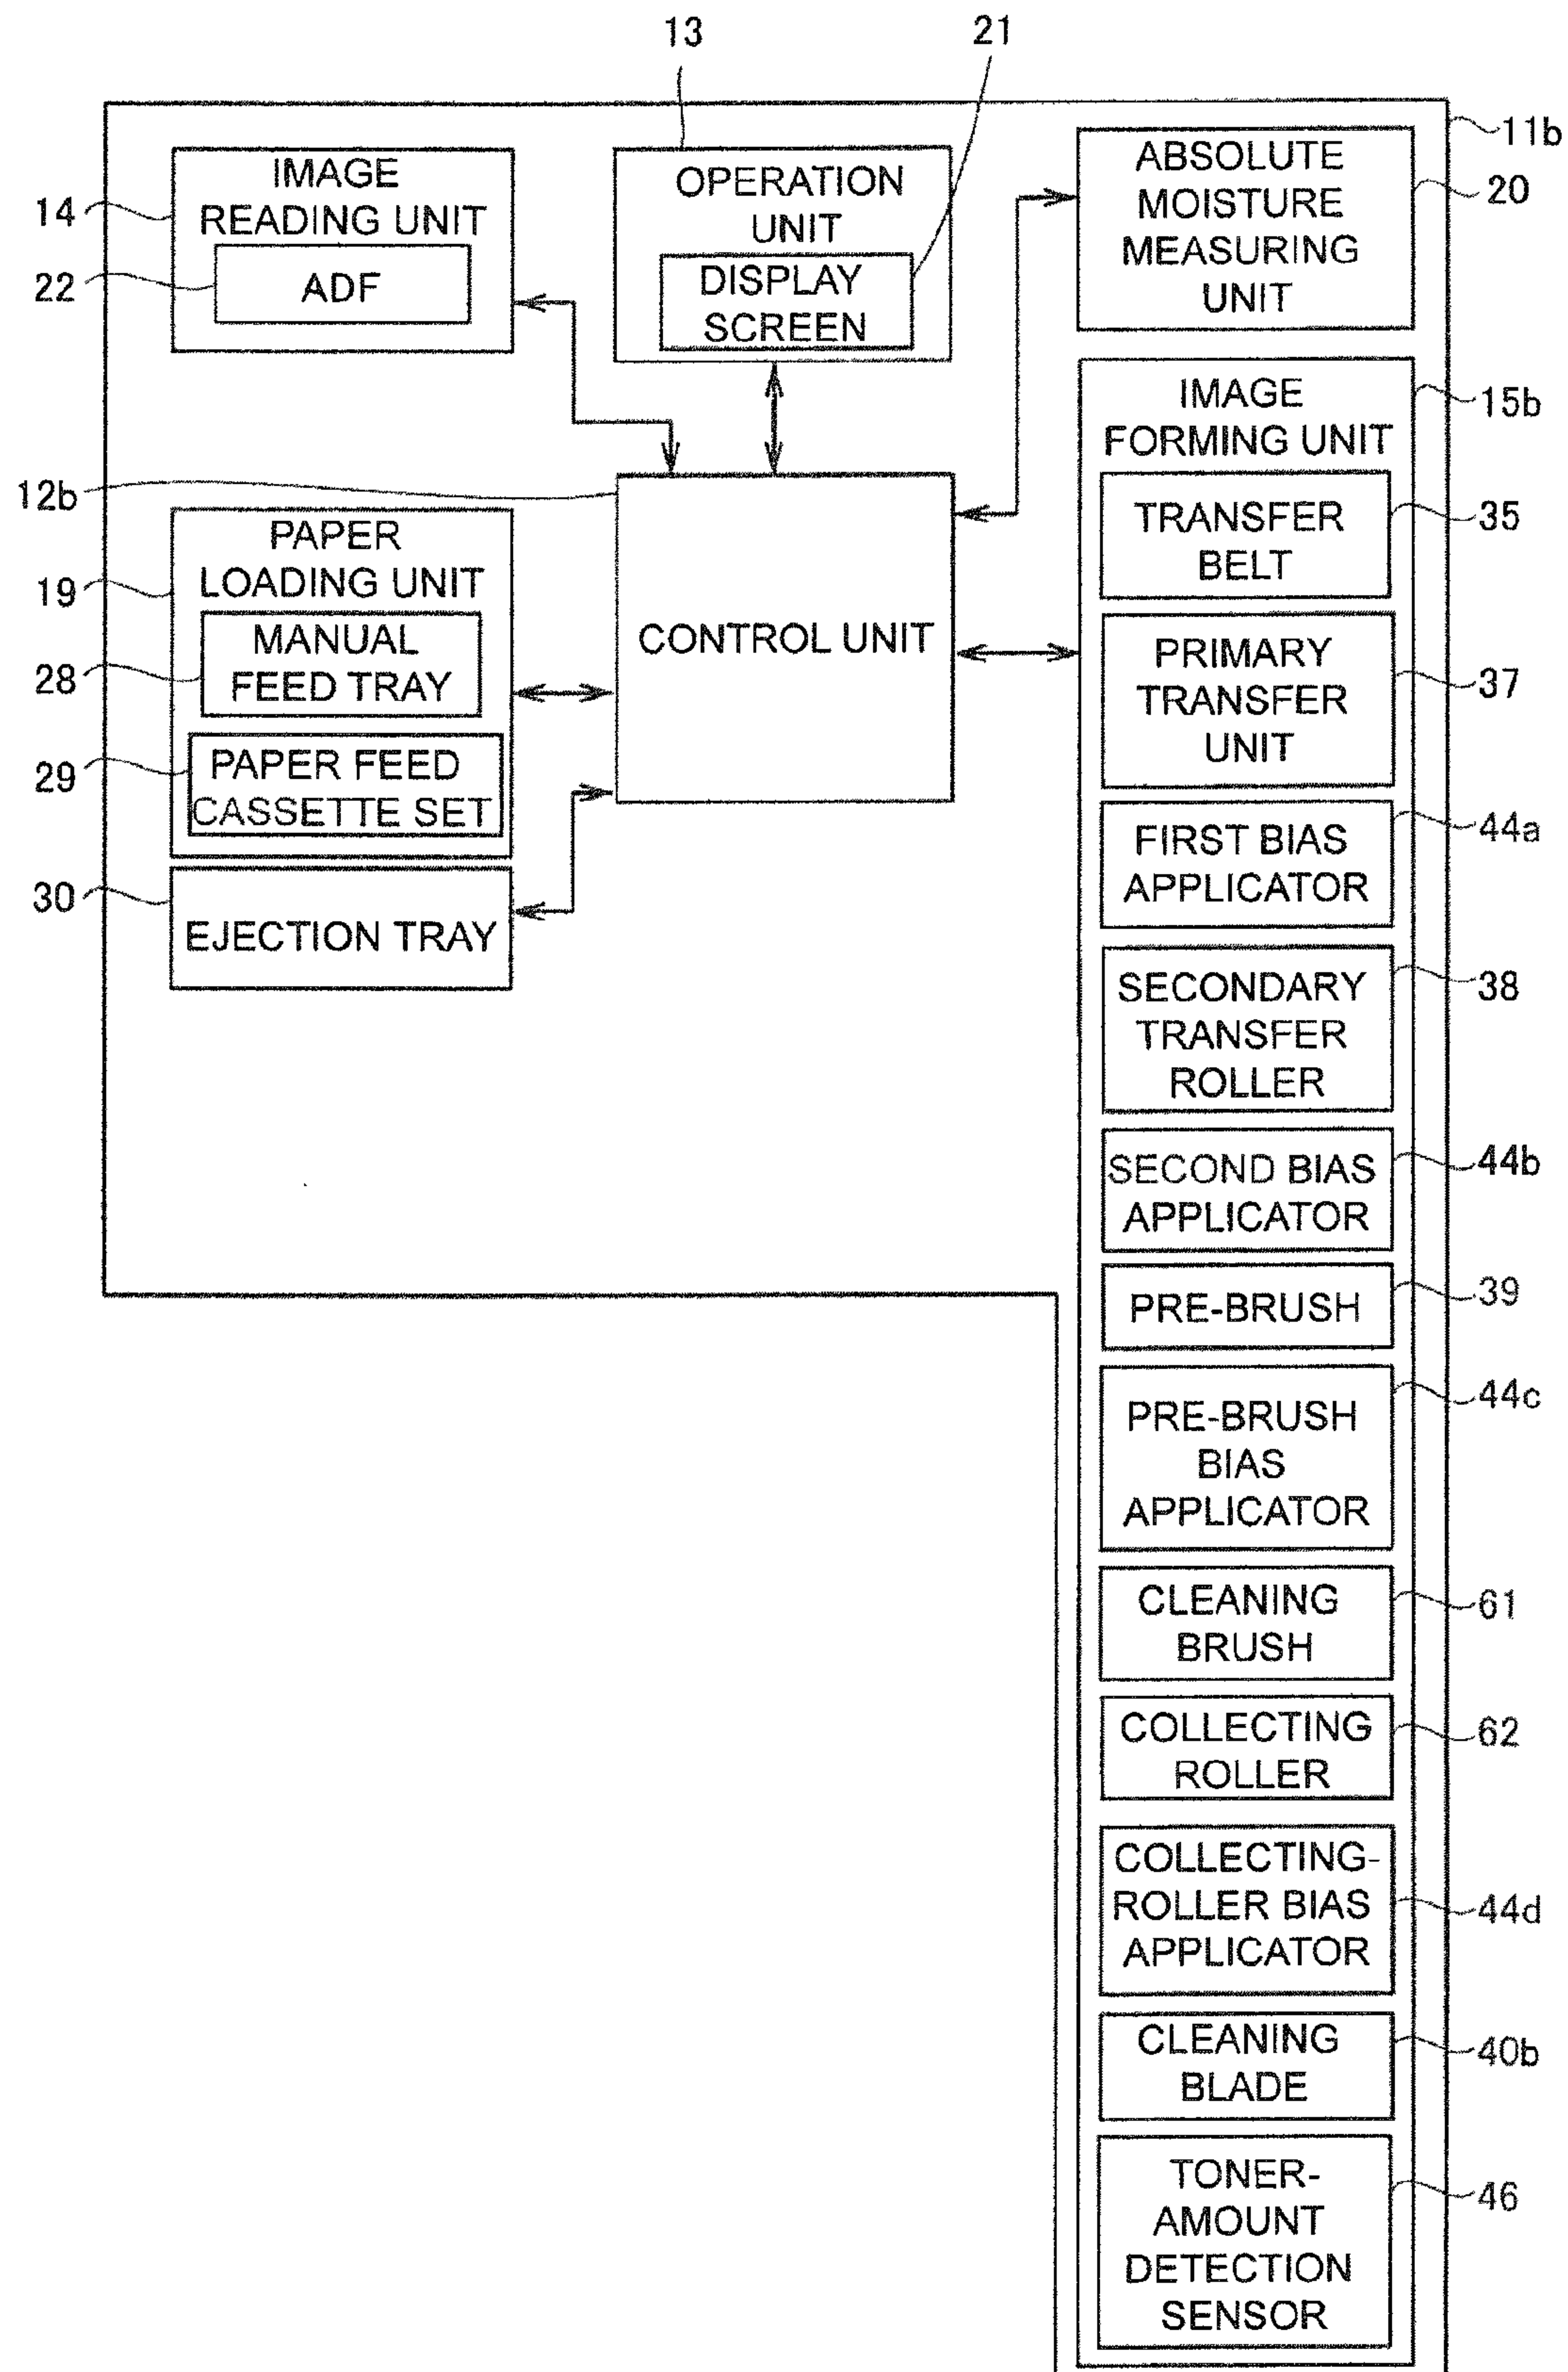 13
21
11b
IMAGE
READING UNIT
14
ADF
22
OPERATION
UNIT
DISPLAY
SCREEN
ABSOLUTE
MOISTURE
MEASURING
UNIT
20
12b
PAPER
LOADING UNIT
19
MANUAL
FEED TRAY
28
PAPER FEED
CASSETTE SET
29
30
EJECTION TRAY
CONTROL UNIT
IMAGE
FORMING UNIT
15b
TRANSFER
BELT
35
PRIMARY
TRANSFER
UNIT
37
FIRST BIAS
APPLICATOR
44a
SECONDARY
TRANSFER
ROLLER
38
SECOND BIAS
APPLICATOR
44b
PRE-BRUSH
39
PRE-BRUSH
BIAS
APPLICATOR
44c
CLEANING
BRUSH
61
COLLECTING
ROLLER
62
COLLECTING-
ROLLER BIAS
APPLICATOR
44d
CLEANING
BLADE
40b
TONER-
AMOUNT
DETECTION
SENSOR
46